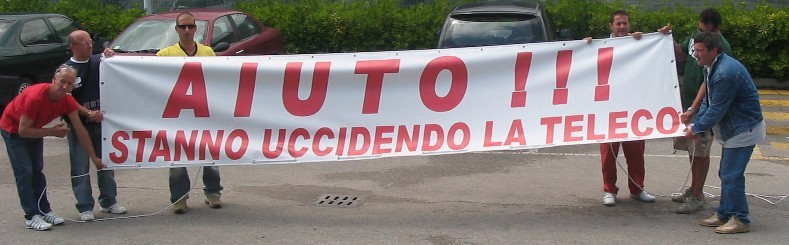 AIUTO !!!
STANNO UCCIDENDO LA TELECO